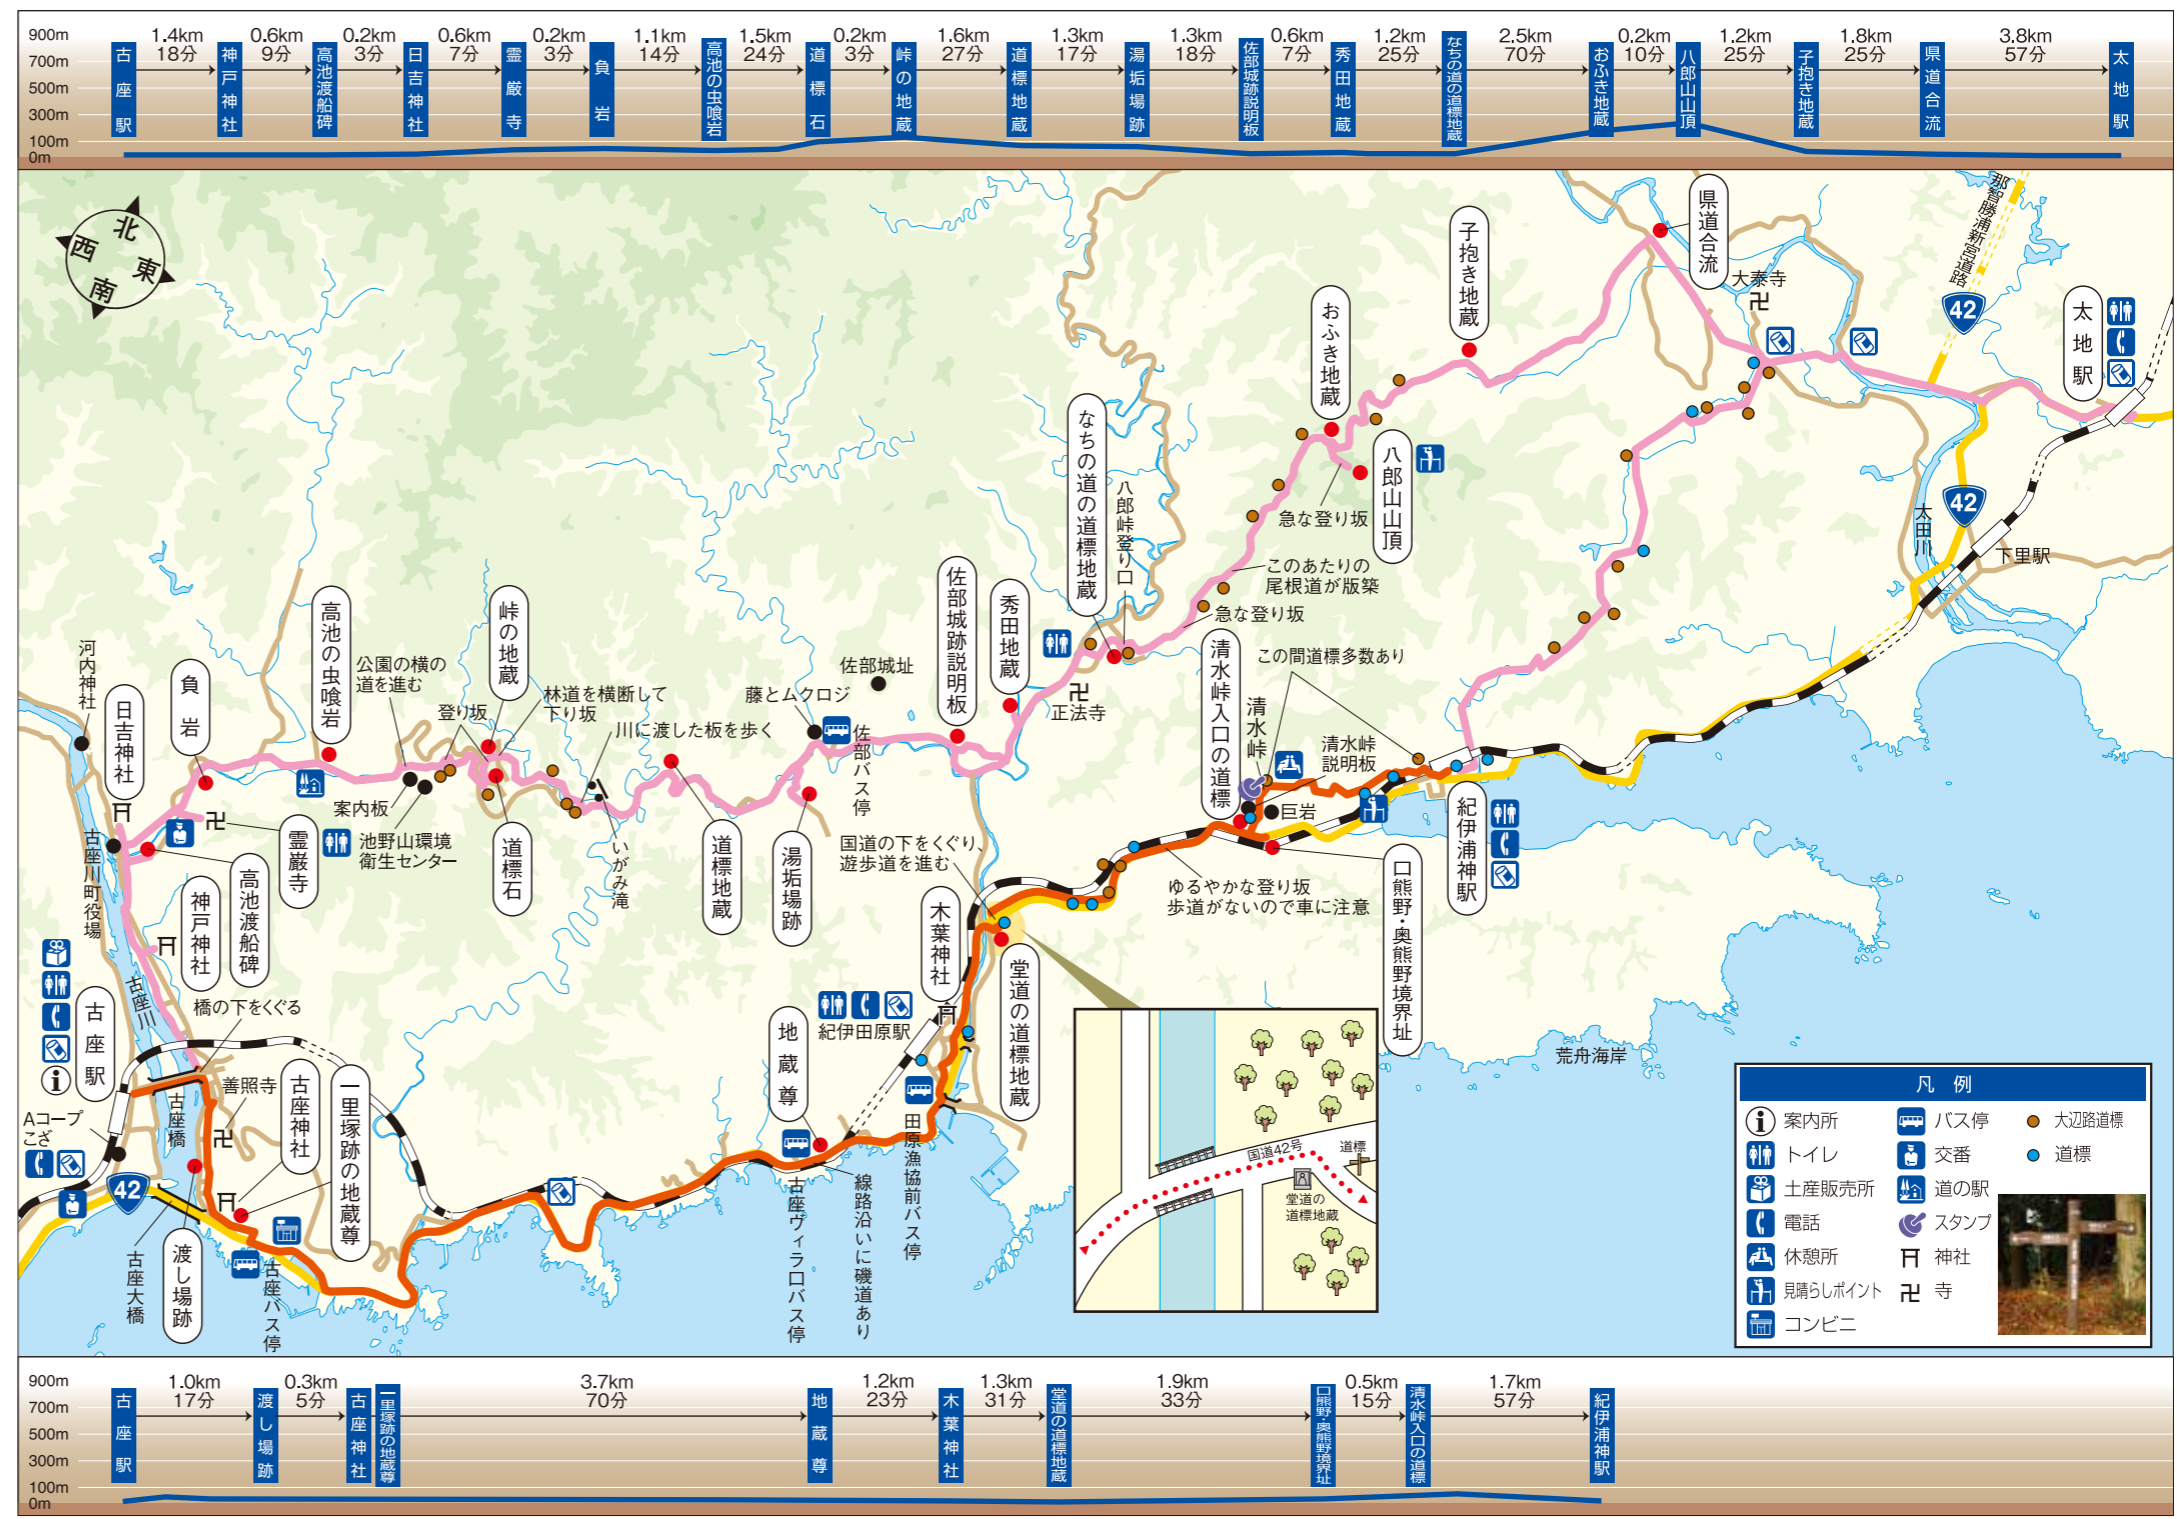 900m
700m
500m
300m
100m
0m
古座駅
1.4km
18分
神戸神社
0.6km
9分
高池渡船碑
0.2km
3分
日吉神社
0.6km
7分
霊巌寺
0.2km
3分
負岩
1.1km
14分
高池の虫喰岩
1.5km
24分
道標石
0.2km
3分
峠の地蔵
1.6km
27分
道標地蔵
1.3km
17分
湯垢場跡
1.3km
18分
佐部城跡説明板
0.6km
7分
秀田地蔵
1.2km
25分
なちの道の道標地蔵
2.5km
70分
おふき地蔵
0.2km
10分
八郎山山頂
1.2km
25分
子抱き地蔵
1.8km
25分
県道合流
3.8km
57分
太地駅
北
東
南
西
県道合流
那智勝浦新宮道路
子抱き地蔵
大泰寺
42
太地駅
おふき地蔵
なちの道の道標地蔵
八郎山山頂
八郎峠登り口
急な登り坂
42
太田川
下里駅
このあたりの
尾根道が版築
急な登り坂
佐部城跡説明板
秀田地蔵
峠の地蔵
高池の虫喰岩
河内神社
日吉神社
負岩
公園の横の
道を進む
登り坂
林道を横断して
下り坂
川に渡した板を歩く
藤とムクロジ
佐部城址
佐部バス停
正法寺
清水峠入口の道標
この間道標多数あり
清水峠
清水峠
説明板
巨岩
案内板
池野山環境
衛生センター
道標石
いがみ滝
道標地蔵
湯垢場跡
国道の下をくぐり、
遊歩道を進む
古座川町役場
霊巌寺
高池渡船碑
神戸神社
古座川
木葉神社
堂道の道標地蔵
ゆるやかな登り坂
歩道がないので車に注意
口熊野・奥熊野境界址
紀伊浦神駅
古座駅
橋の下をくぐる
善照寺
古座神社
一里塚跡の地蔵尊
地蔵尊
紀伊田原駅
荒舟海岸
Aコープ
こざ
古座橋
42
古座大橋
渡し場跡
古座バス停
古座ヴィラ口バス停
線路沿いに磯道あり
田原漁協前バス停
国道42号
道標
堂道の
道標地蔵
凡例
案内所
トイレ
土産販売所
電話
休憩所
見晴らしポイント
コンビニ
バス停
交番
道の駅
スタンプ
神社
寺
大辺路道標
道標
900m
700m
500m
300m
100m
0m
古座駅
1.0km
17分
渡し場跡
0.3km
5分
古座神社
一里塚跡の地蔵尊
3.7km
70分
地蔵尊
1.2km
23分
木葉神社
1.3km
31分
堂道の道標地蔵
1.9km
33分
口熊野・奥熊野境界址
0.5km
15分
清水峠入口の道標
1.7km
57分
紀伊浦神駅